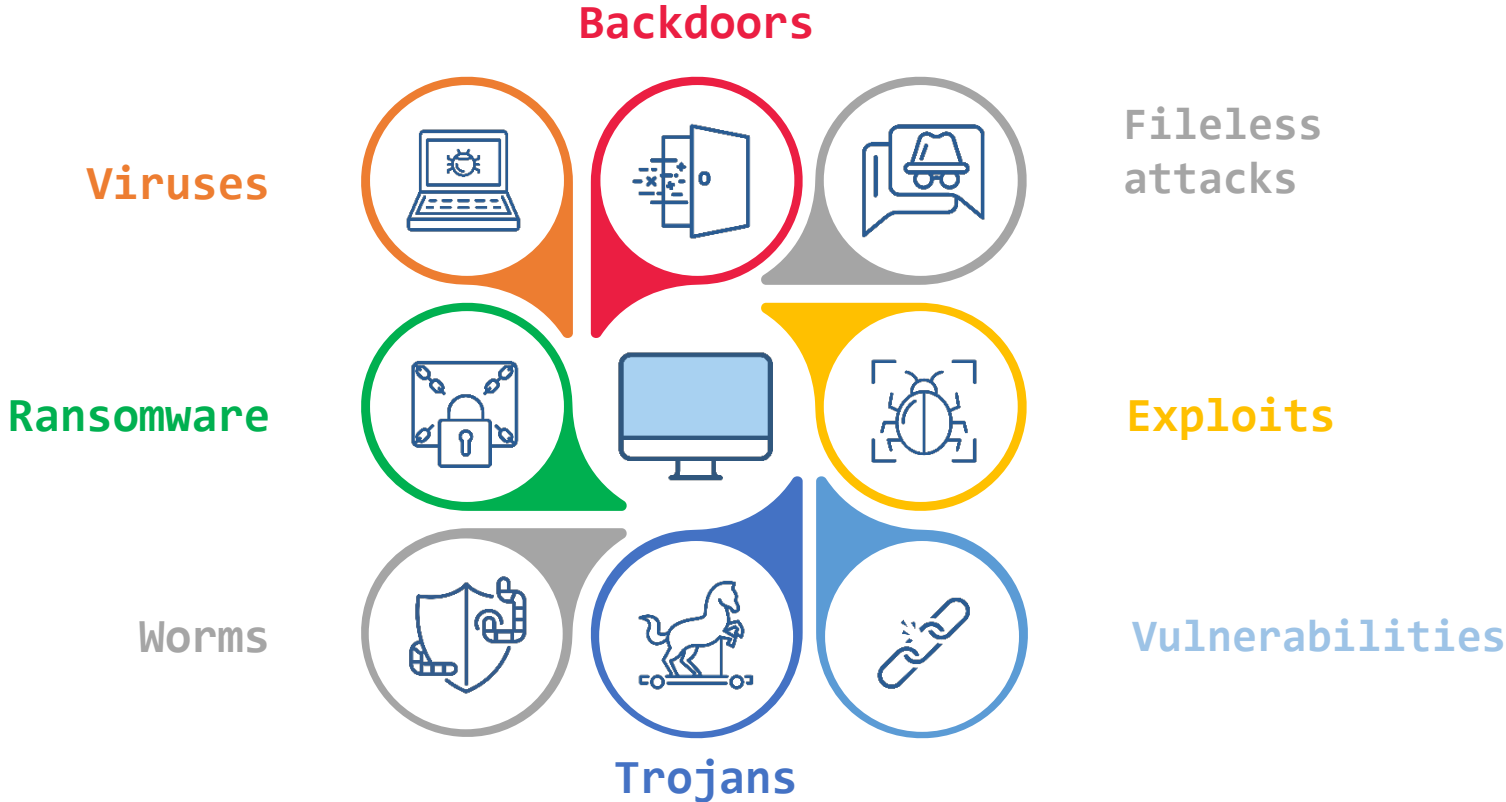 Backdoors
Viruses
Fileless
attacks
Ransomware
Exploits
Worms
Vulnerabilities
Trojans